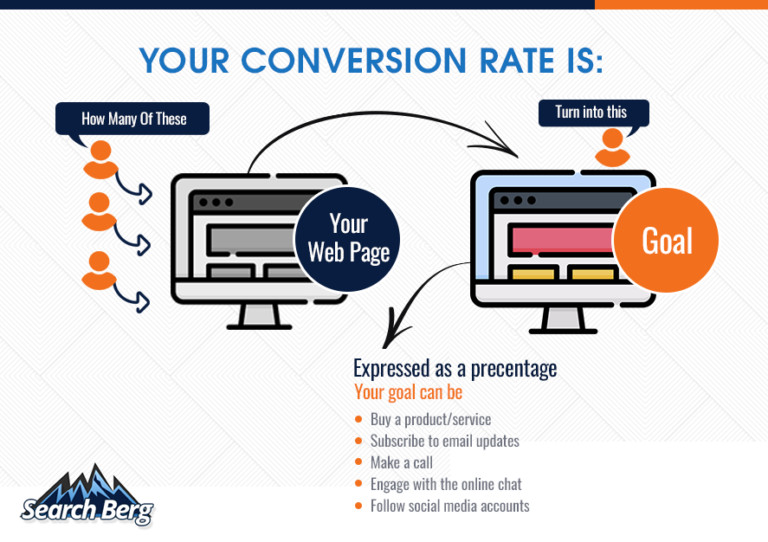 YOUR CONVERSION RATE IS:
How Many Of These
Turn into this
Your
Web Page
Goal
Expressed as a precentage
Your goal can be
Buy a product/service
Subscribe to email updates
Make a call
Engage with the online chat
Follow social media accounts
Search Berg